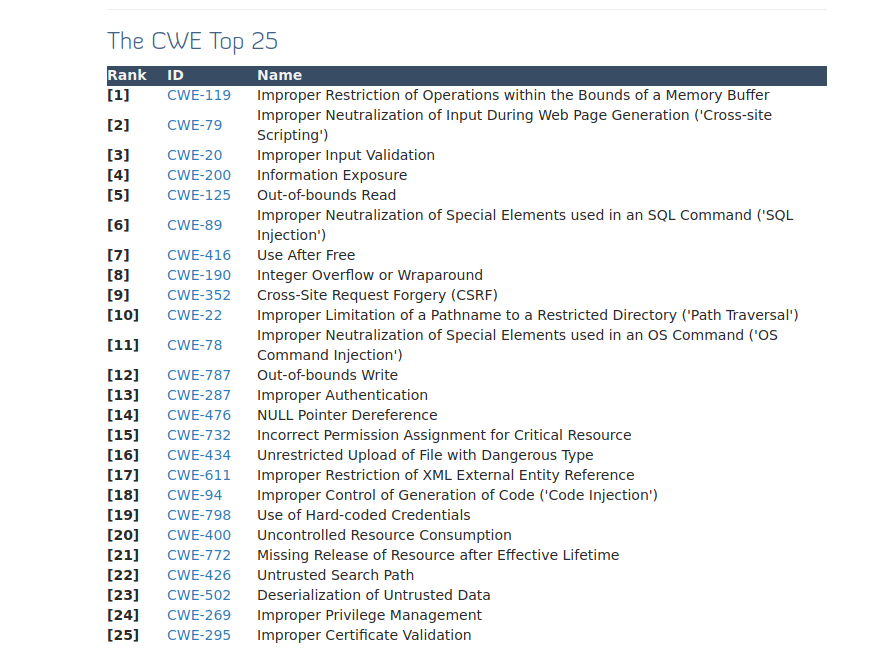 The CWE Top 25
Rank ID Name
[1] CWE-119 Improper Restriction of Operations within the Bounds of a Memory Buffer
[2] CWE-79 Improper Neutralization of Input During Web Page Generation ('Cross-site
Scripting')
[3] CWE-20 Improper Input Validation
[4] CWE-200 Information Exposure
[5] CWE-125 Out-of-bounds Read
[6] CWE-89 Improper Neutralization of Special Elements used in an SQL Command ('SQL
Injection')
[7] CWE-416 Use After Free
[8] CWE-190 Integer Overflow or Wraparound
[9] CWE-352 Cross-Site Request Forgery (CSRF)
[10] CWE-22 Improper Limitation of a Pathname to a Restricted Directory ('Path Traversal')
[11] CWE-78 Improper Neutralization of Special Elements used in an OS Command ('OS
Command Injection')
[12] CWE-787 Out-of-bounds Write
[13] CWE-287 Improper Authentication
[14] CWE-476 NULL Pointer Dereference
[15] CWE-732 Incorrect Permission Assignment for Critical Resource
[16] CWE-434 Unrestricted Upload of File with Dangerous Type
[17] CWE-611 Improper Restriction of XML External Entity Reference
[18] CWE-94 Improper Control of Generation of Code ('Code Injection')
[19] CWE-798 Use of Hard-coded Credentials
[20] CWE-400 Uncontrolled Resource Consumption
[21] CWE-772 Missing Release of Resource after Effective Lifetime
[22] CWE-426 Untrusted Search Path
[23] CWE-502 Deserialization of Untrusted Data
[24] CWE-269 Improper Privilege Management
[25] CWE-295 Improper Certificate Validation